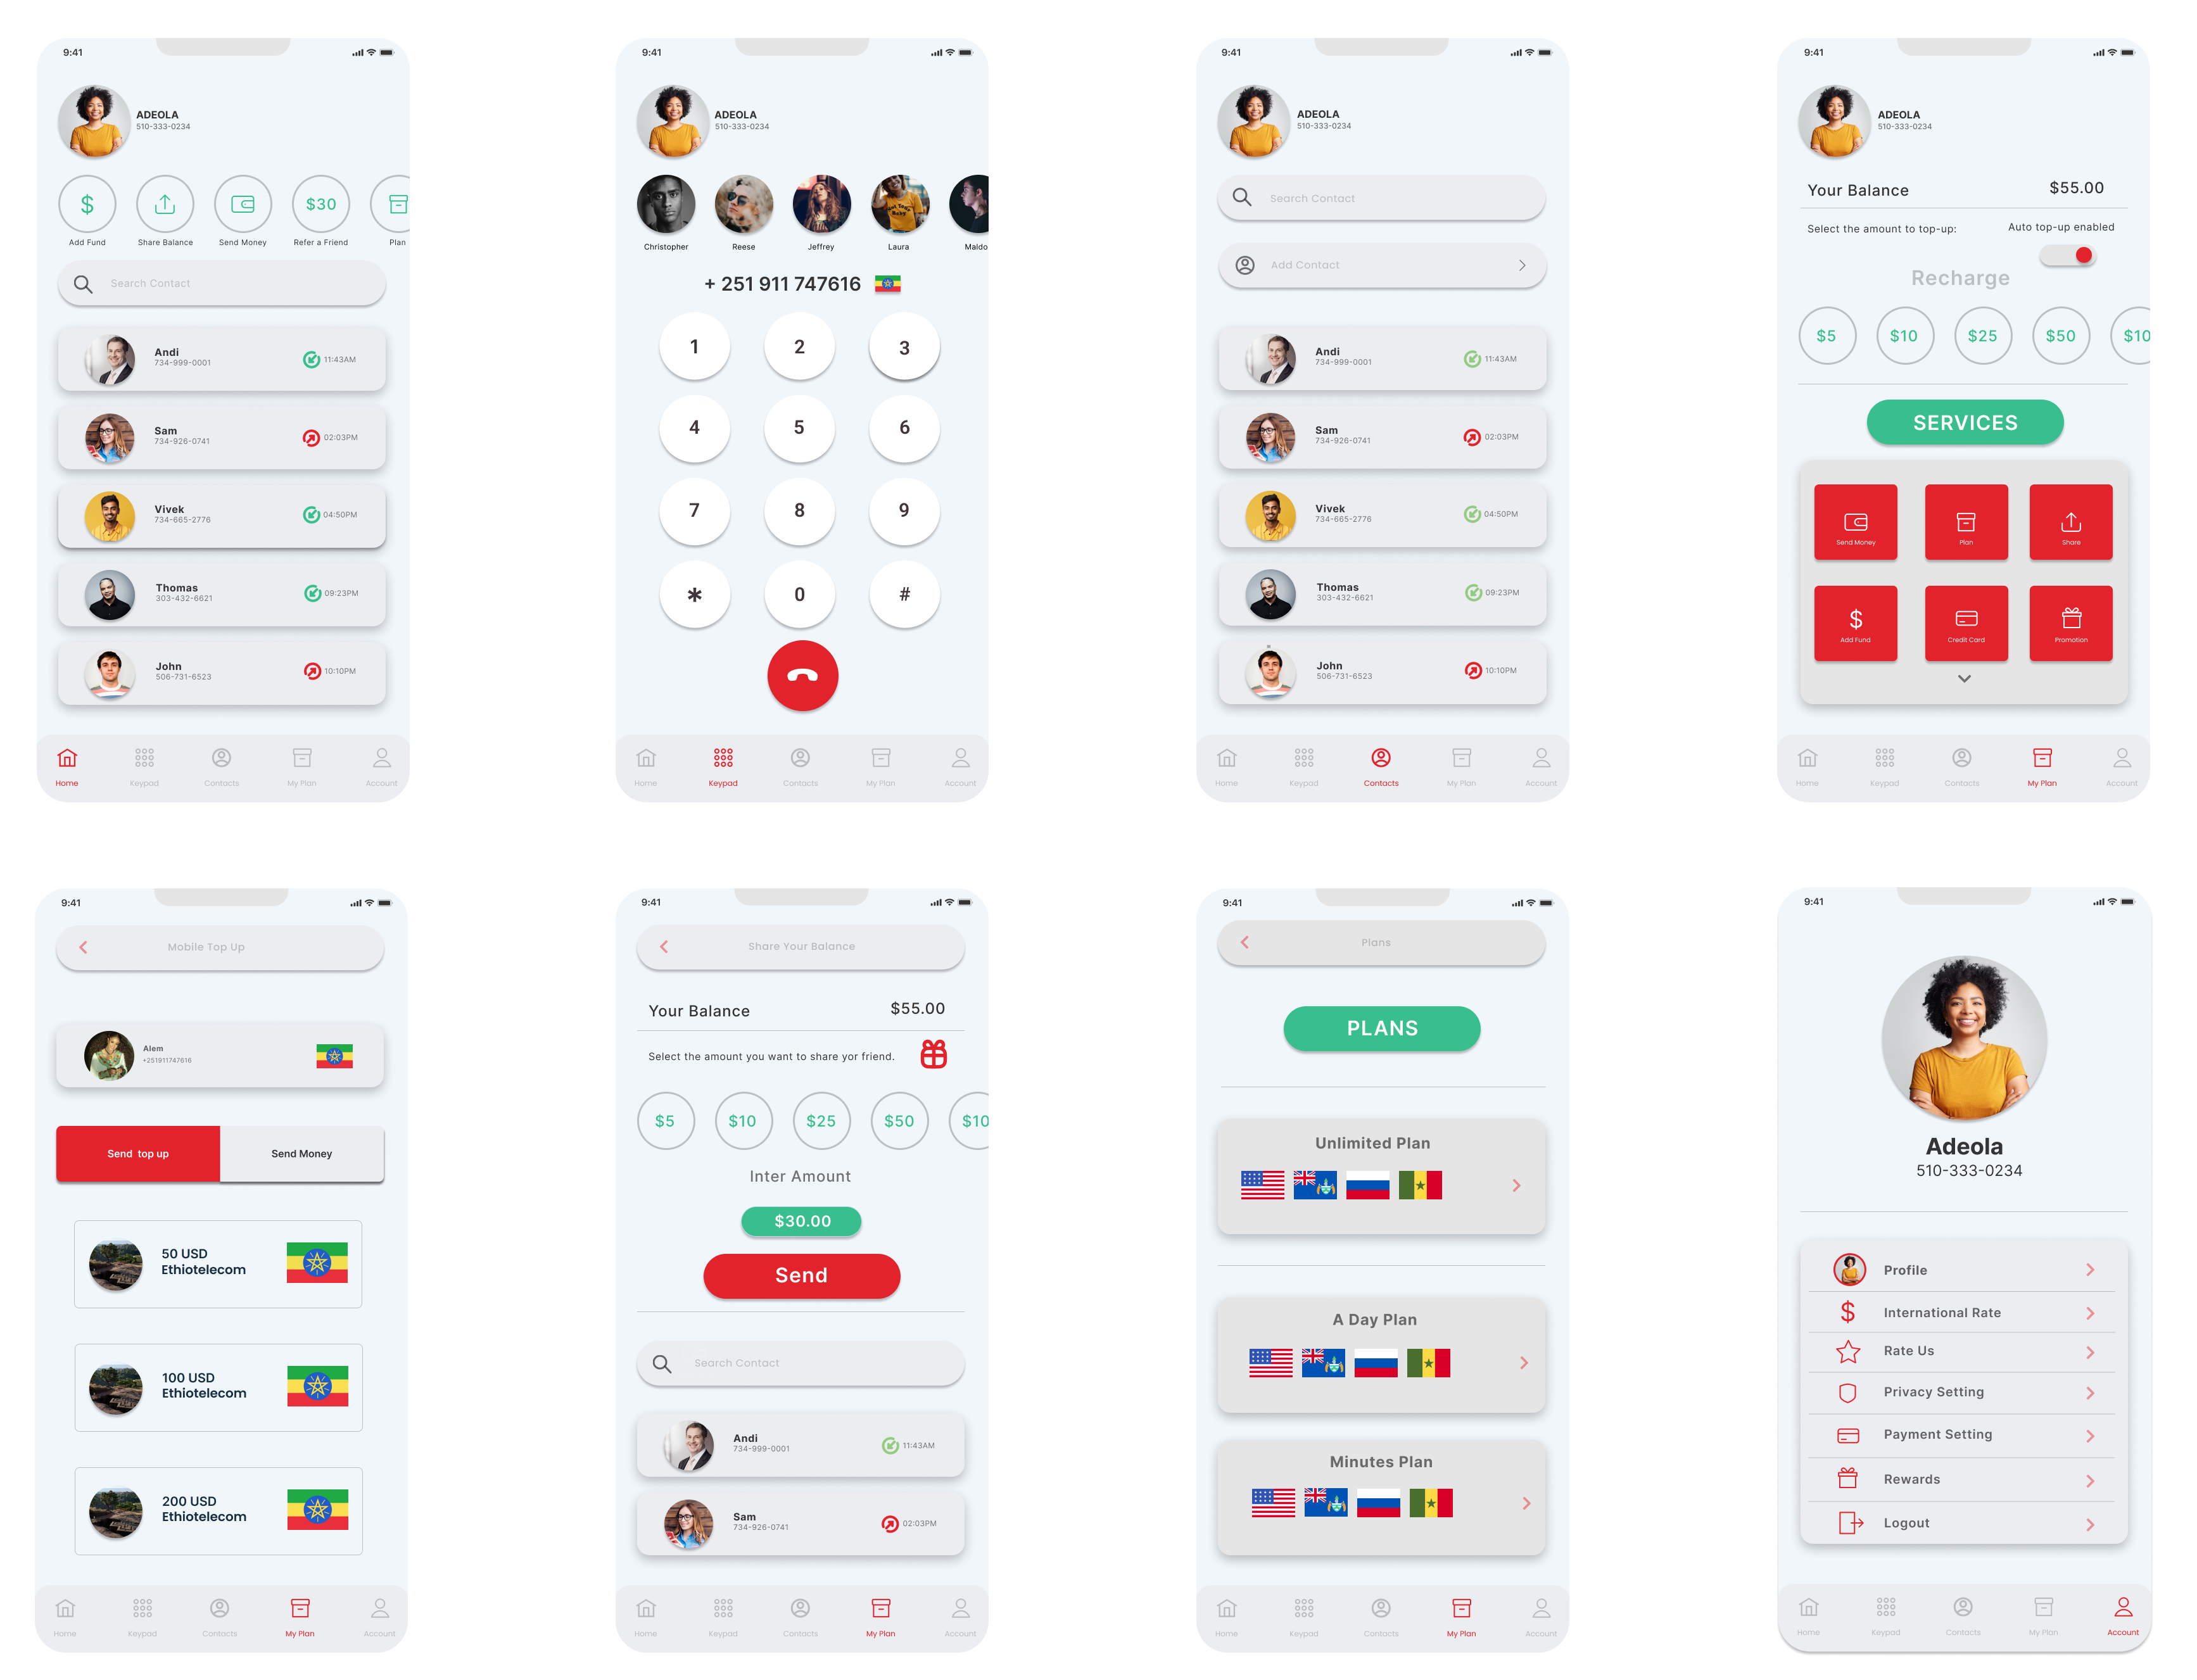 9:41
ADEOLA
510-333-0234
$
$30
Add Fund
Share Balance
Send Money
Refer a Friend
Plan
Search Contact
Andi
734-999-0001
11:43AM
Sam
734-926-0741
02:03PM
Vivek
734-665-2776
04:50PM
Thomas
303-432-6621
09:23PM
John
506-731-6523
10:10PM
Home
Keypad
Contacts
My Plan
Account
9:41
ADEOLA
510-333-0234
Christopher
Reese
Jeffrey
Laura
Maldo
+ 251 911 747616
1 2 3
4 5 6
7 8 9
* 0 #
Home
Keypad
Contacts
My Plan
Account
9:41
ADEOLA
510-333-0234
Search Contact
Add Contact
Andi
734-999-0001
11:43AM
Sam
734-926-0741
02:03PM
Vivek
734-665-2776
04:50PM
Thomas
303-432-6621
09:23PM
John
506-731-6523
10:10PM
Home
Keypad
Contacts
My Plan
Account
9:41
ADEOLA
510-333-0234
Your Balance
$55.00
Select the amount to top-up:
Auto top-up enabled
Recharge
$5
$10
$25
$50
$10
SERVICES
Send Money
Plan
Share
$
Add Fund
Credit Card
Promotion
Home
Keypad
Contacts
My Plan
Account
9:41
Mobile Top Up
Alem
+251911747616
Send top up
Send Money
50 USD
Ethiotelecom
100 USD
Ethiotelecom
200 USD
Ethiotelecom
Home
Keypad
Contacts
My Plan
Account
9:41
Share Your Balance
Your Balance
$55.00
Select the amount you want to share yor friend.
$5
$10
$25
$50
$10
Inter Amount
$30.00
Send
Search Contact
Andi
734-999-0001
11:43AM
Sam
734-926-0741
02:03PM
Home
Keypad
Contacts
My Plan
Account
9:41
Plans
PLANS
Unlimited Plan
A Day Plan
Minutes Plan
Home
Keypad
Contacts
My Plan
Account
9:41
Adeola
510-333-0234
Profile
$
International Rate
Rate Us
Privacy Setting
Payment Setting
Rewards
Logout
Home
Keypad
Contacts
My Plan
Account